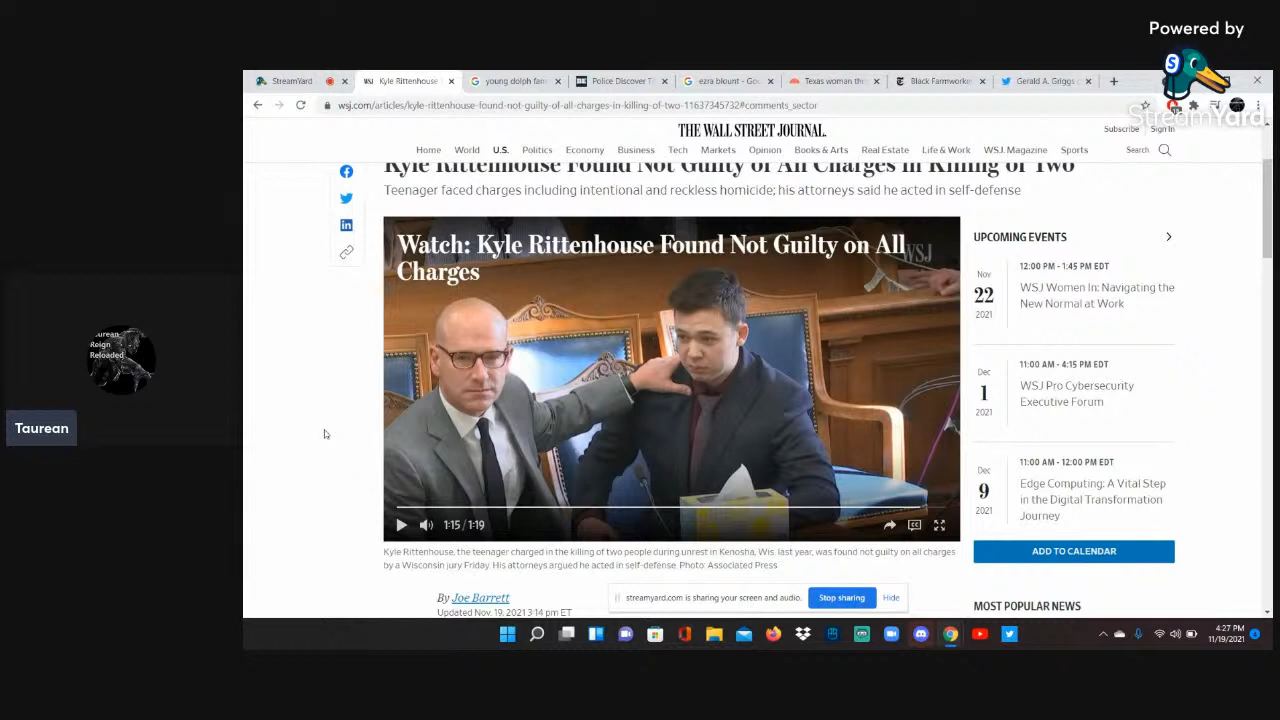 Powered by
StreamYard
StreamYard
Kyle Rittenhouse
young dolph fan
Police Discover T
ezra blount - Goo
Texas woman the
Black Farmworke
Gerald A. Griggs
wsj.com/articles/kyle-rittenhouse-found-not-guilty-of-all-charges-in-killing-of-two-11637345732#comments_sector
THE WALL STREET JOURNAL.
Subscribe
Sign In
Home
World
U.S.
Politics
Economy
Business
Tech
Markets
Opinion
Books & Arts
Real Estate
Life & Work
WSJ. Magazine
Sports
Search
Kyle Rittenhouse Found Not Guilty of All Charges in Killing of Two
Teenager faced charges including intentional and reckless homicide; his attorneys said he acted in self-defense
Watch: Kyle Rittenhouse Found Not Guilty on All
Charges
WSJ
1:15 / 1:19
Kyle Rittenhouse, the teenager charged in the killing of two people during unrest in Kenosha, Wis. last year, was found not guilty on all charges
by a Wisconsin jury Friday. His attorneys argued he acted in self-defense. Photo: Associated Press
By Joe Barrett
Updated Nov. 19, 2021 3:14 pm ET
UPCOMING EVENTS
Nov
22
2021
12:00 PM - 1:45 PM EDT
WSJ Women In: Navigating the
New Normal at Work
Dec
1
2021
11:00 AM - 4:15 PM EDT
WSJ Pro Cybersecurity
Executive Forum
Dec
9
2021
11:00 AM - 12:00 PM EDT
Edge Computing: A Vital Step
in the Digital Transformation
Journey
ADD TO CALENDAR
MOST POPULAR NEWS
streamyard.com is sharing your screen and audio.
Stop sharing
Hide
4:27 PM
11/19/2021
Reign
Reloaded
Taurean